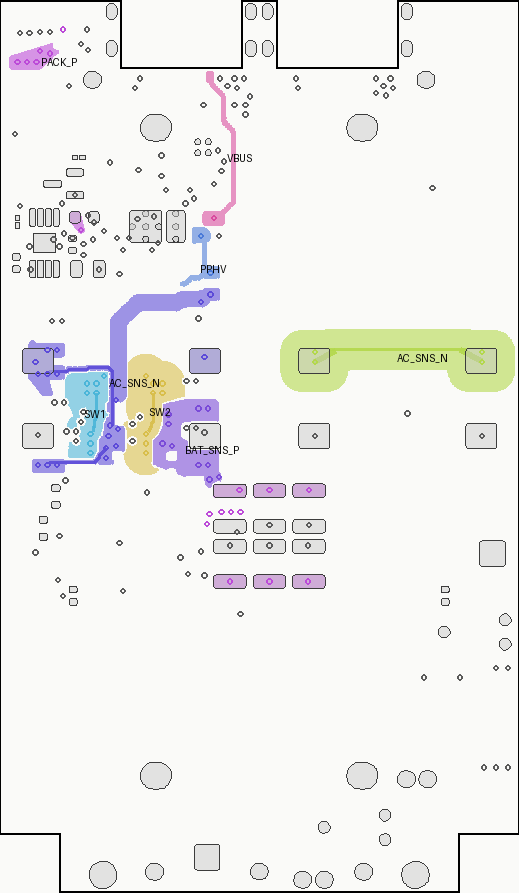 PACK_P
VBUS
PPHV
AC_SNS_N
AC_SNS_N
SW1
SW2
BAT_SNS_P